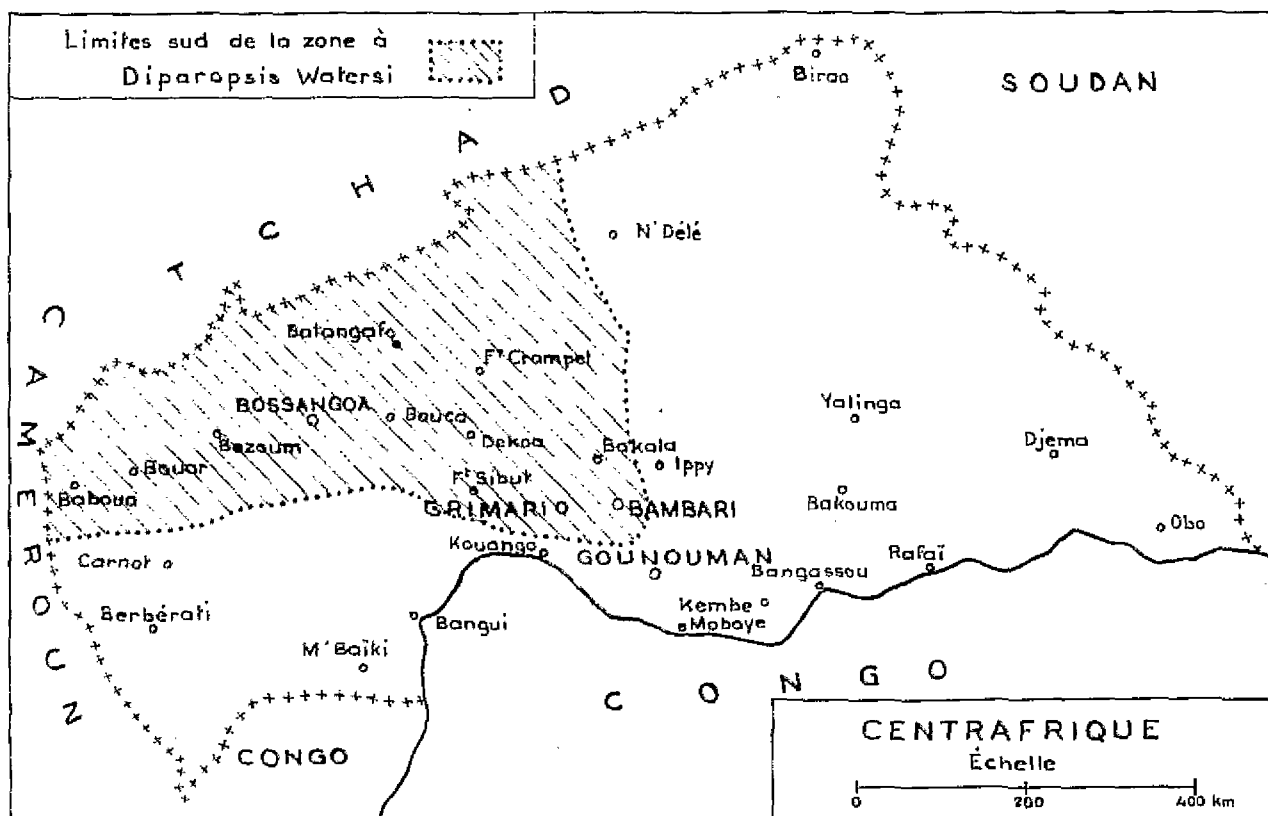 Limites sud de la zone à
Diparopsis Watersi
SOUDAN
Birao
TCHAD
N'Délé
CAMEROUN
Batangafo
Ft Crampel
BOSSANGOA
Bouca
Yalinga
Bozoum
Dekoa
Djema
Bakala
Ippy
Bouar
Baboua
Ft Sibut
Bakouma
GRIMARI
BAMBARI
Obo
Kouango
GOUNOUMAN
Rafaï
Carnot
Bangassou
Berbérati
Bangui
Kembe
Mobaye
M'Baïki
CONGO
CONGO
CENTRAFRIQUE
Échelle
0 200 400 km